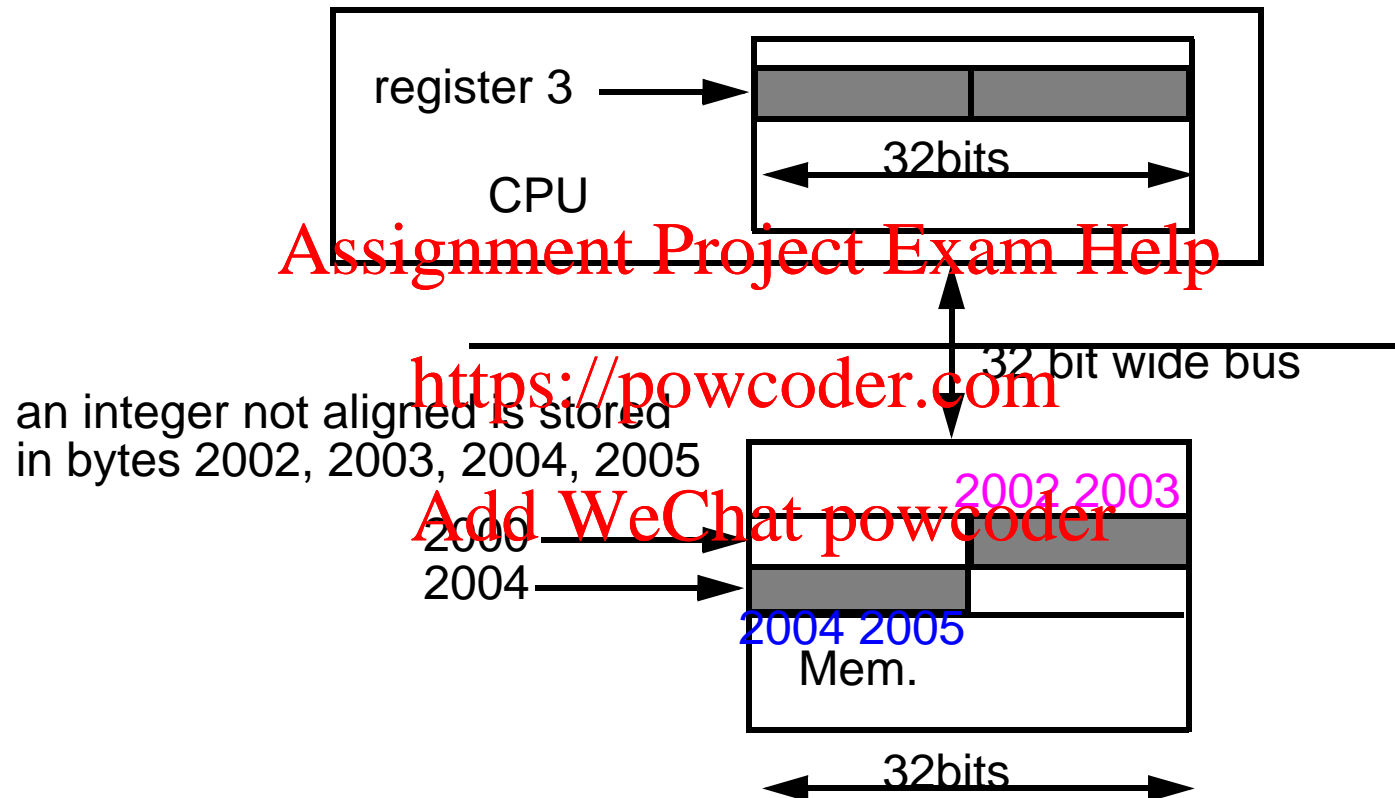 register 3
32bits
CPU
Assignment Project Exam Help
32 bit wide bus
https://powcoder.com
an integer not aligned is stored
in bytes 2002, 2003, 2004, 2005
2002 2003
Add WeChat powcoder
2000
2004
2004 2005
Mem.
32bits